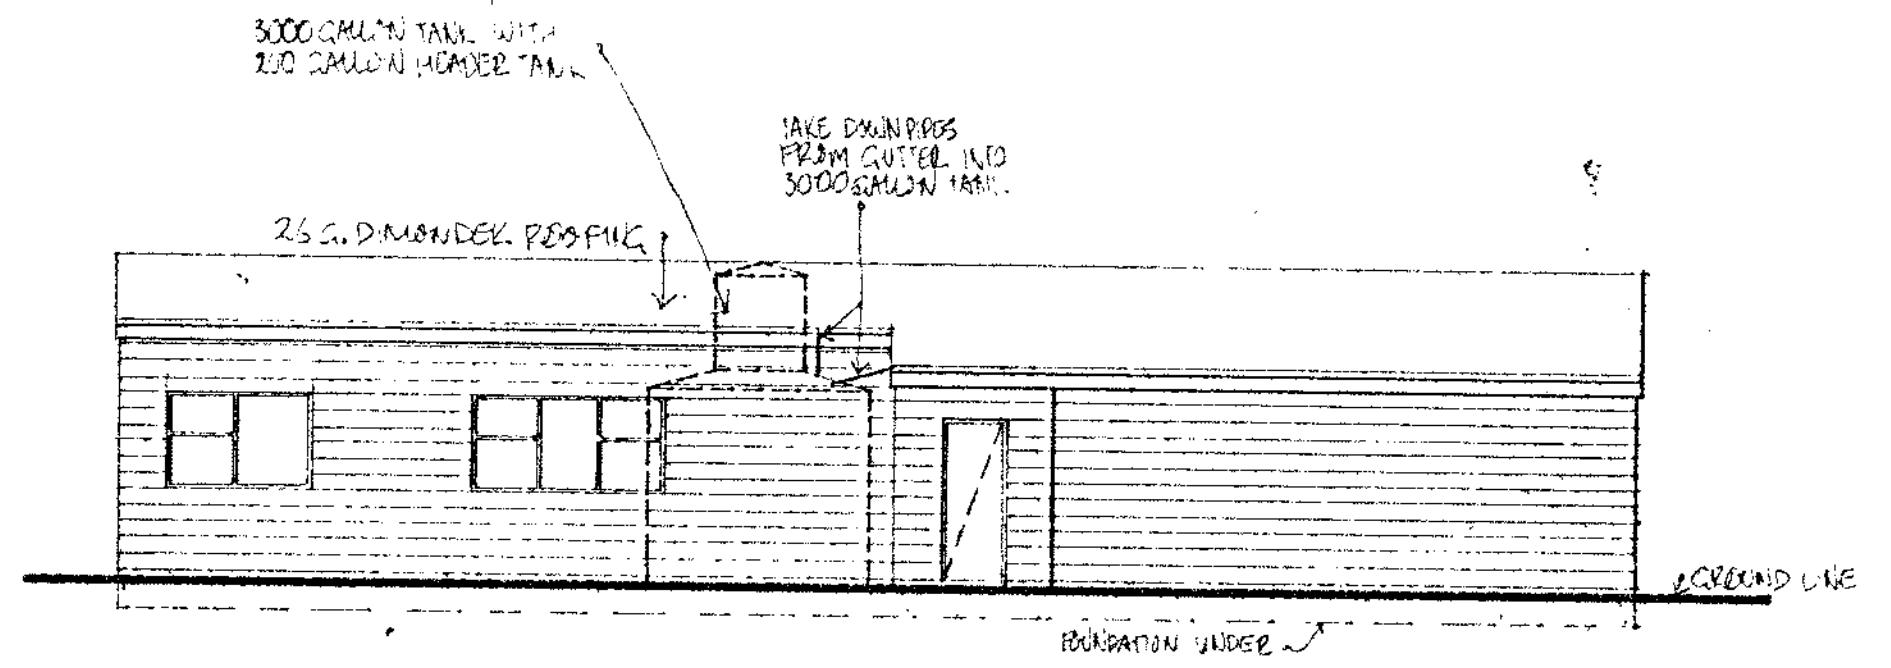 3000 GALLON TANK WITH
200 GALLON HEADER TANK
TAKE DOWNPIPES
FROM GUTTER INTO
3000 GALLON TANK.
26 G. DIMONDEK ROOFING
GROUND LINE
FOUNDATION UNDER